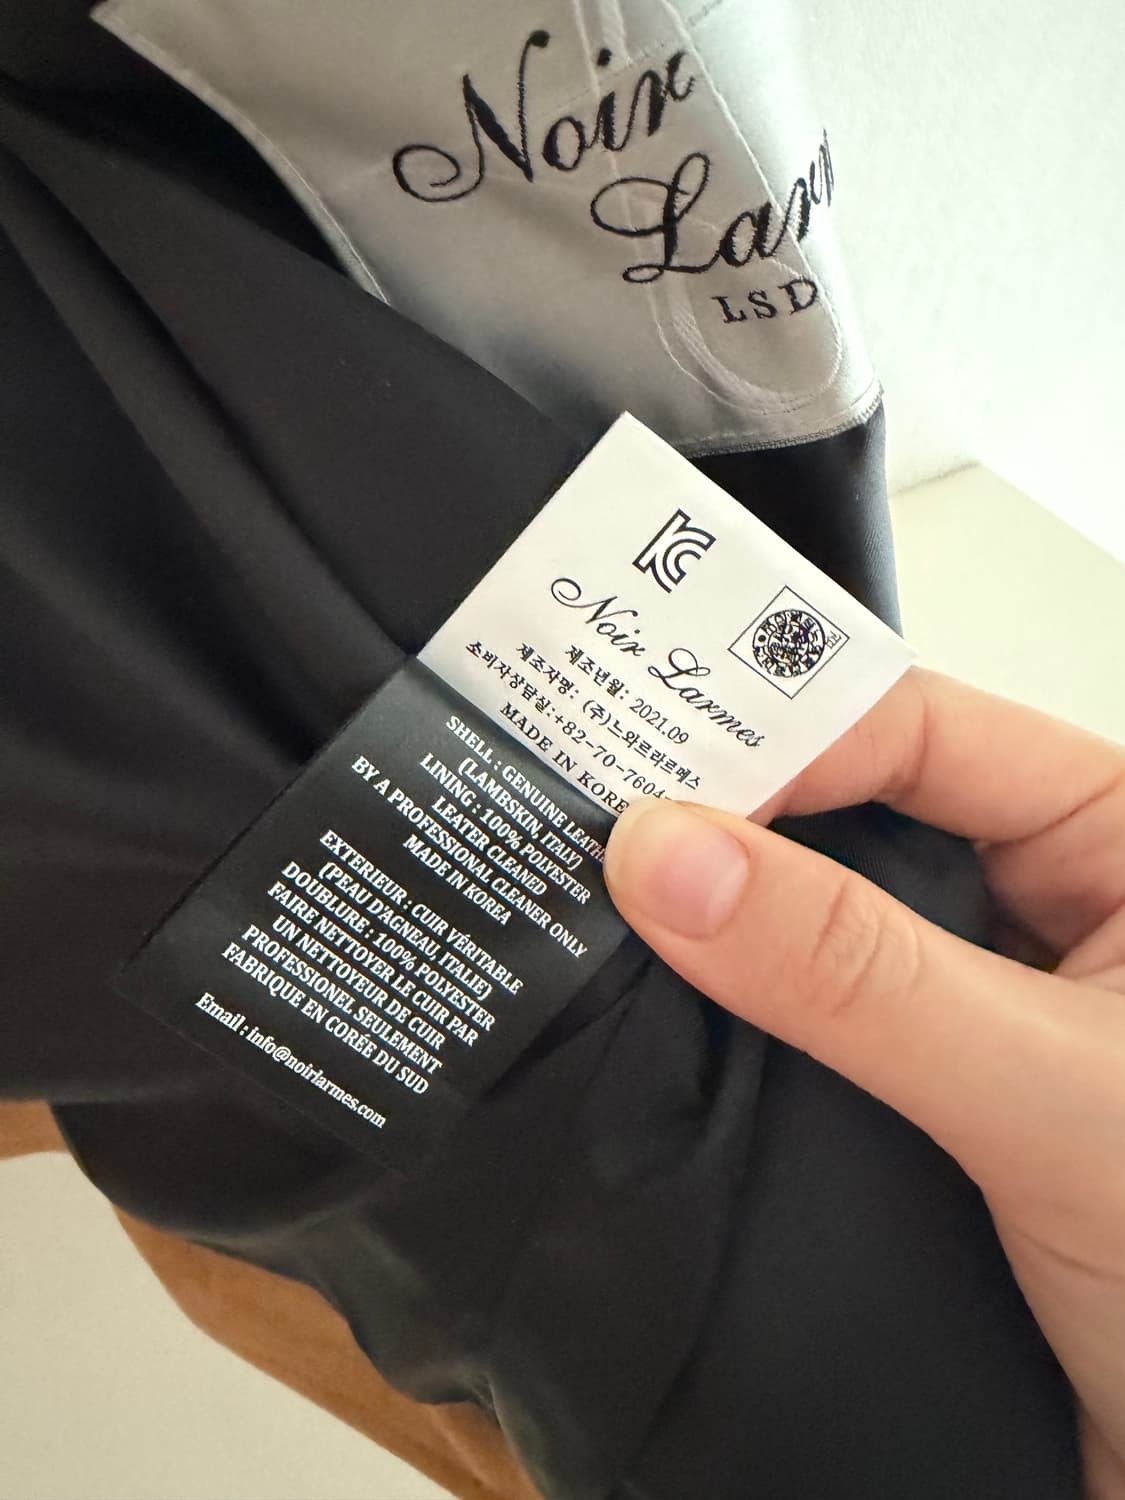 Noir
Lar
LSD
KC
Noir Larmes
제조년월: 2021.09
제조자명: (주)느와르라르메스
소비자상담실:+82-70-7604-
MADE IN KORE
SHELL : GENUINE LEATHE
(LAMBSKIN, ITALY)
LINING : 100% POLYESTER
LEATER CLEANED
BY A PROFESSIONAL CLEANER ONLY
MADE IN KOREA
EXTERIEUR : CUIR VÉRITABLE
(PEAU D'AGNEAU, ITALIE)
DOUBLURE : 100% POLYESTER
FAIRE NETTOYER LE CUIR PAR
UN NETTOYEUR DE CUIR
PROFESSIONEL SEULEMENT
FABRIQUE EN CORÉE DU SUD
Email : info@noirlarmes.com